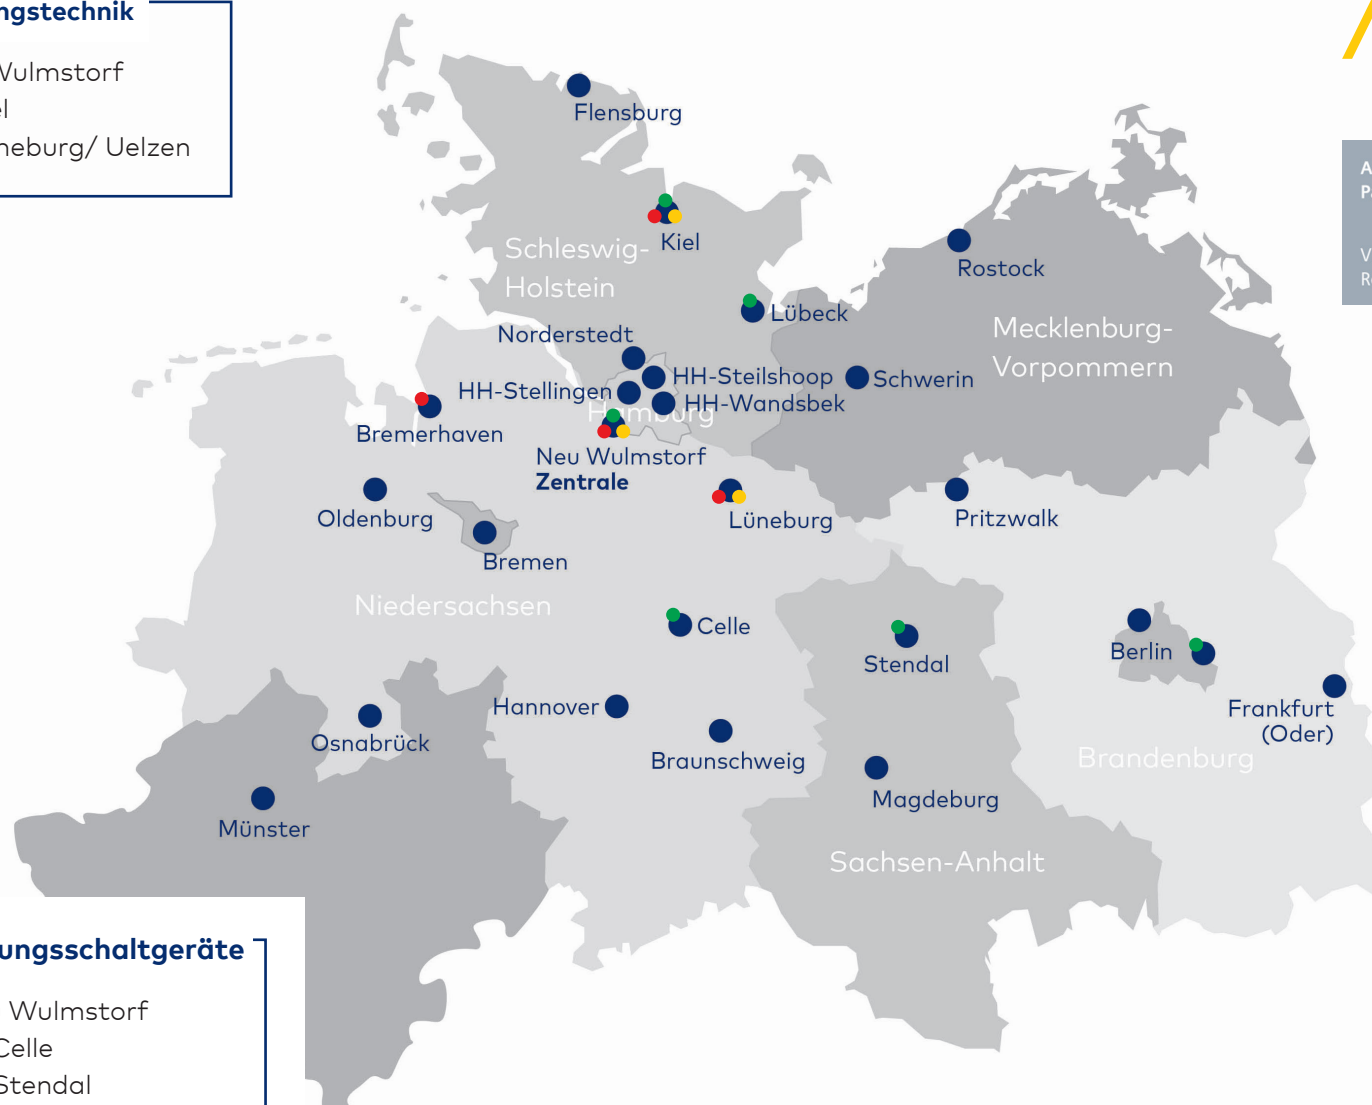 ngstechnik
Wulmstorf
el
neburg/ Uelzen
Flensburg
Kiel
Schleswig-
Holstein
Rostock
Lübeck
Mecklenburg-
Vorpommern
Norderstedt
HH-Steilshoop
Schwerin
HH-Stellingen
HH-Wandsbek
Hamburg
Bremerhaven
Neu Wulmstorf
Zentrale
Oldenburg
Lüneburg
Pritzwalk
Bremen
Niedersachsen
Celle
Stendal
Berlin
Hannover
Frankfurt
(Oder)
Osnabrück
Braunschweig
Brandenburg
Magdeburg
Münster
Sachsen-Anhalt
ungsschaltgeräte
Wulmstorf
Celle
Stendal